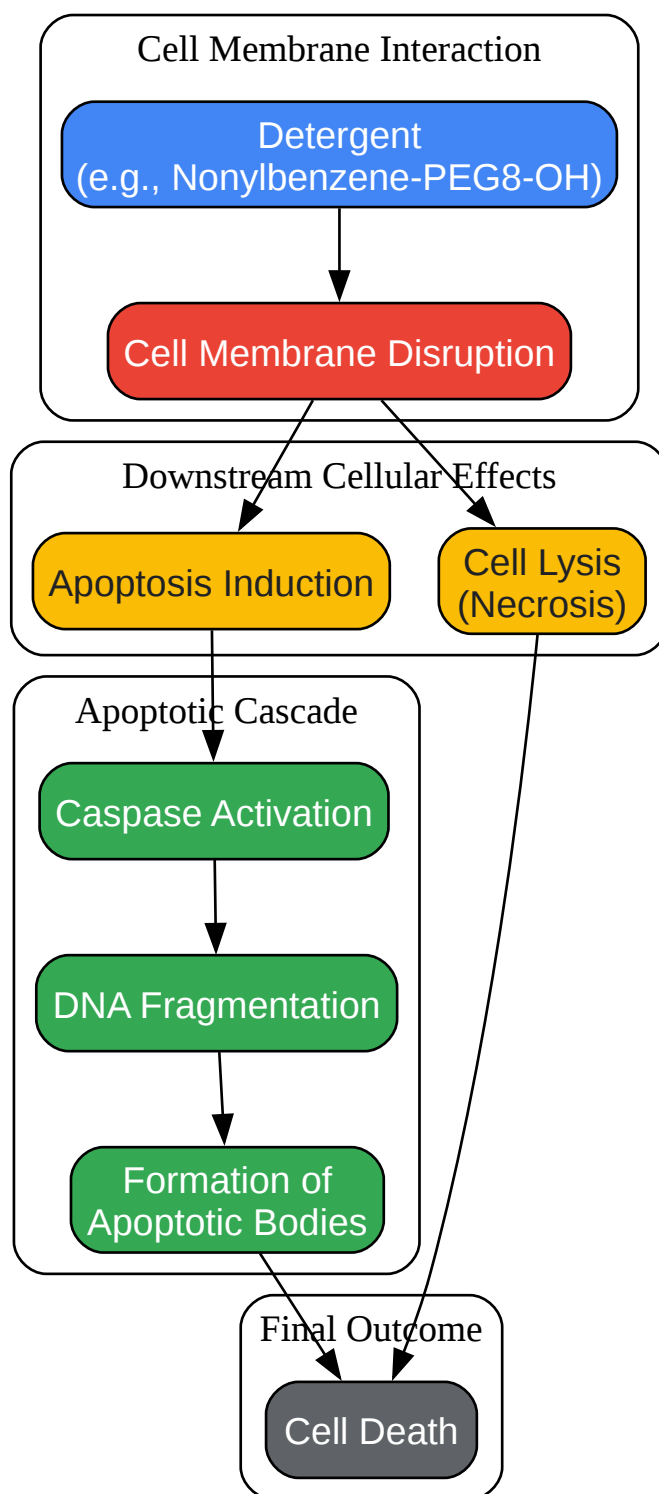 Cell Membrane Interaction
Detergent
(e.g., Nonylbenzene-PEG8-OH)
Cell Membrane Disruption
Downstream Cellular Effects
Apoptosis Induction
Cell Lysis
(Necrosis)
Apoptotic Cascade
Caspase Activation
DNA Fragmentation
Formation of
Apoptotic Bodies
Final Outcome
Cell Death